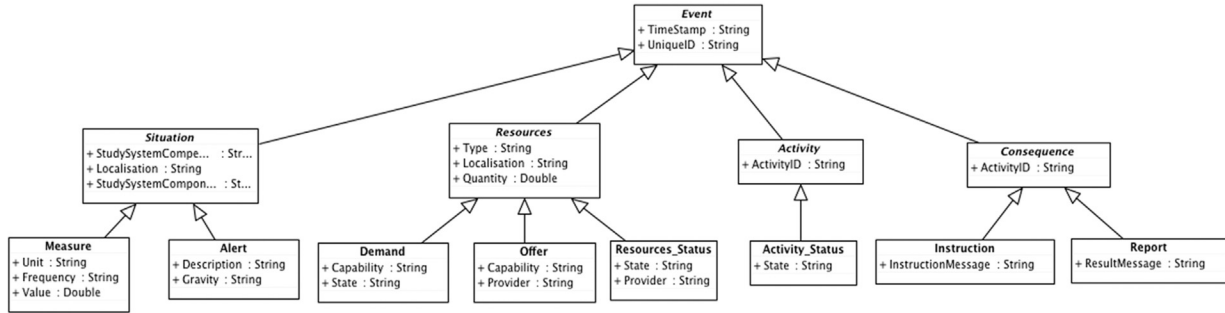 Event
+ TimeStamp : String
+ UniqueID : String
Situation
+ StudySystemCompe... : Str...
+ Localisation : String
+ StudySystemCompon... : St...
Resources
+ Type : String
+ Localisation : String
+ Quantity : Double
Activity
+ ActivityID : String
Consequence
+ ActivityID : String
Measure
+ Unit : String
+ Frequency : String
+ Value : Double
Alert
+ Description : String
+ Gravity : String
Demand
+ Capability : String
+ State : String
Offer
+ Capability : String
+ Provider : String
Resources_Status
+ State : String
+ Provider : String
Activity_Status
+ State : String
Instruction
+ InstructionMessage : String
Report
+ ResultMessage : String